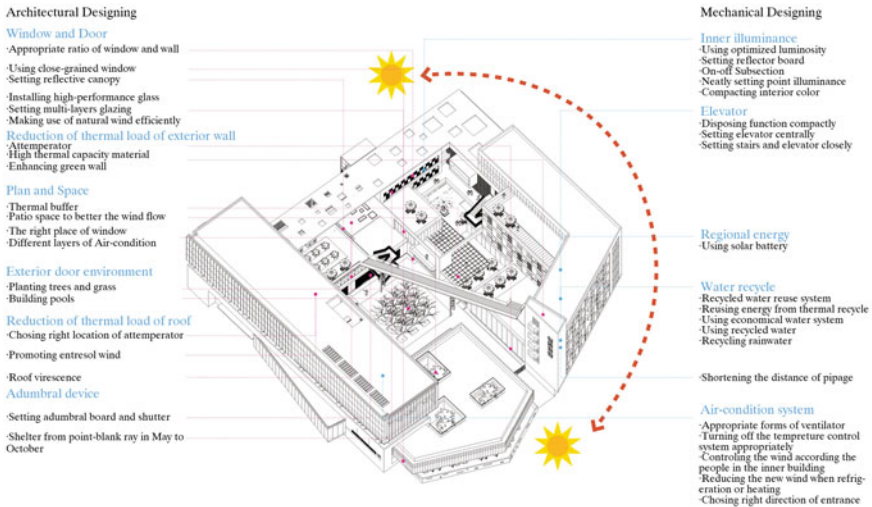 Architectural Designing
Window and Door
·Appropriate ratio of window and wall
·Using close-grained window
·Setting reflective canopy
·Installing high-performance glass
·Setting multi-layers glazing
·Making use of natural wind efficiently
Reduction of thermal load of exterior wall
·Attemperator
·High thermal capacity material
·Enhancing green wall
Plan and Space
·Thermal buffer
·Patio space to better the wind flow
·The right place of window
·Different layers of Air-condition
Exterior door environment
·Planting trees and grass
·Building pools
Reduction of thermal load of roof
·Chosing right location of attemperator
·Promoting entresol wind
·Roof virescence
Adumbral device
·Setting adumbral board and shutter
·Shelter from point-blank ray in May to
October
Mechanical Designing
Inner illuminance
·Using optimized luminosity
·Setting reflector board
·On-off Subsection
·Neatly setting point illuminance
·Compacting interior color
Elevator
·Disposing function compactly
·Setting elevator centrally
·Setting stairs and elevator closely
Regional energy
·Using solar battery
Water recycle
·Recycled water reuse system
·Reusing energy from thermal recycle
·Using economical water system
·Using recycled water
·Recycling rainwater
·Shortening the distance of pipage
Air-condition system
·Appropriate forms of ventilator
·Turning off the tempreture control
system appropriately
·Controling the wind according the
people in the inner building
·Reducing the new wind when refrig-
eration or heating
·Chosing right direction of entrance